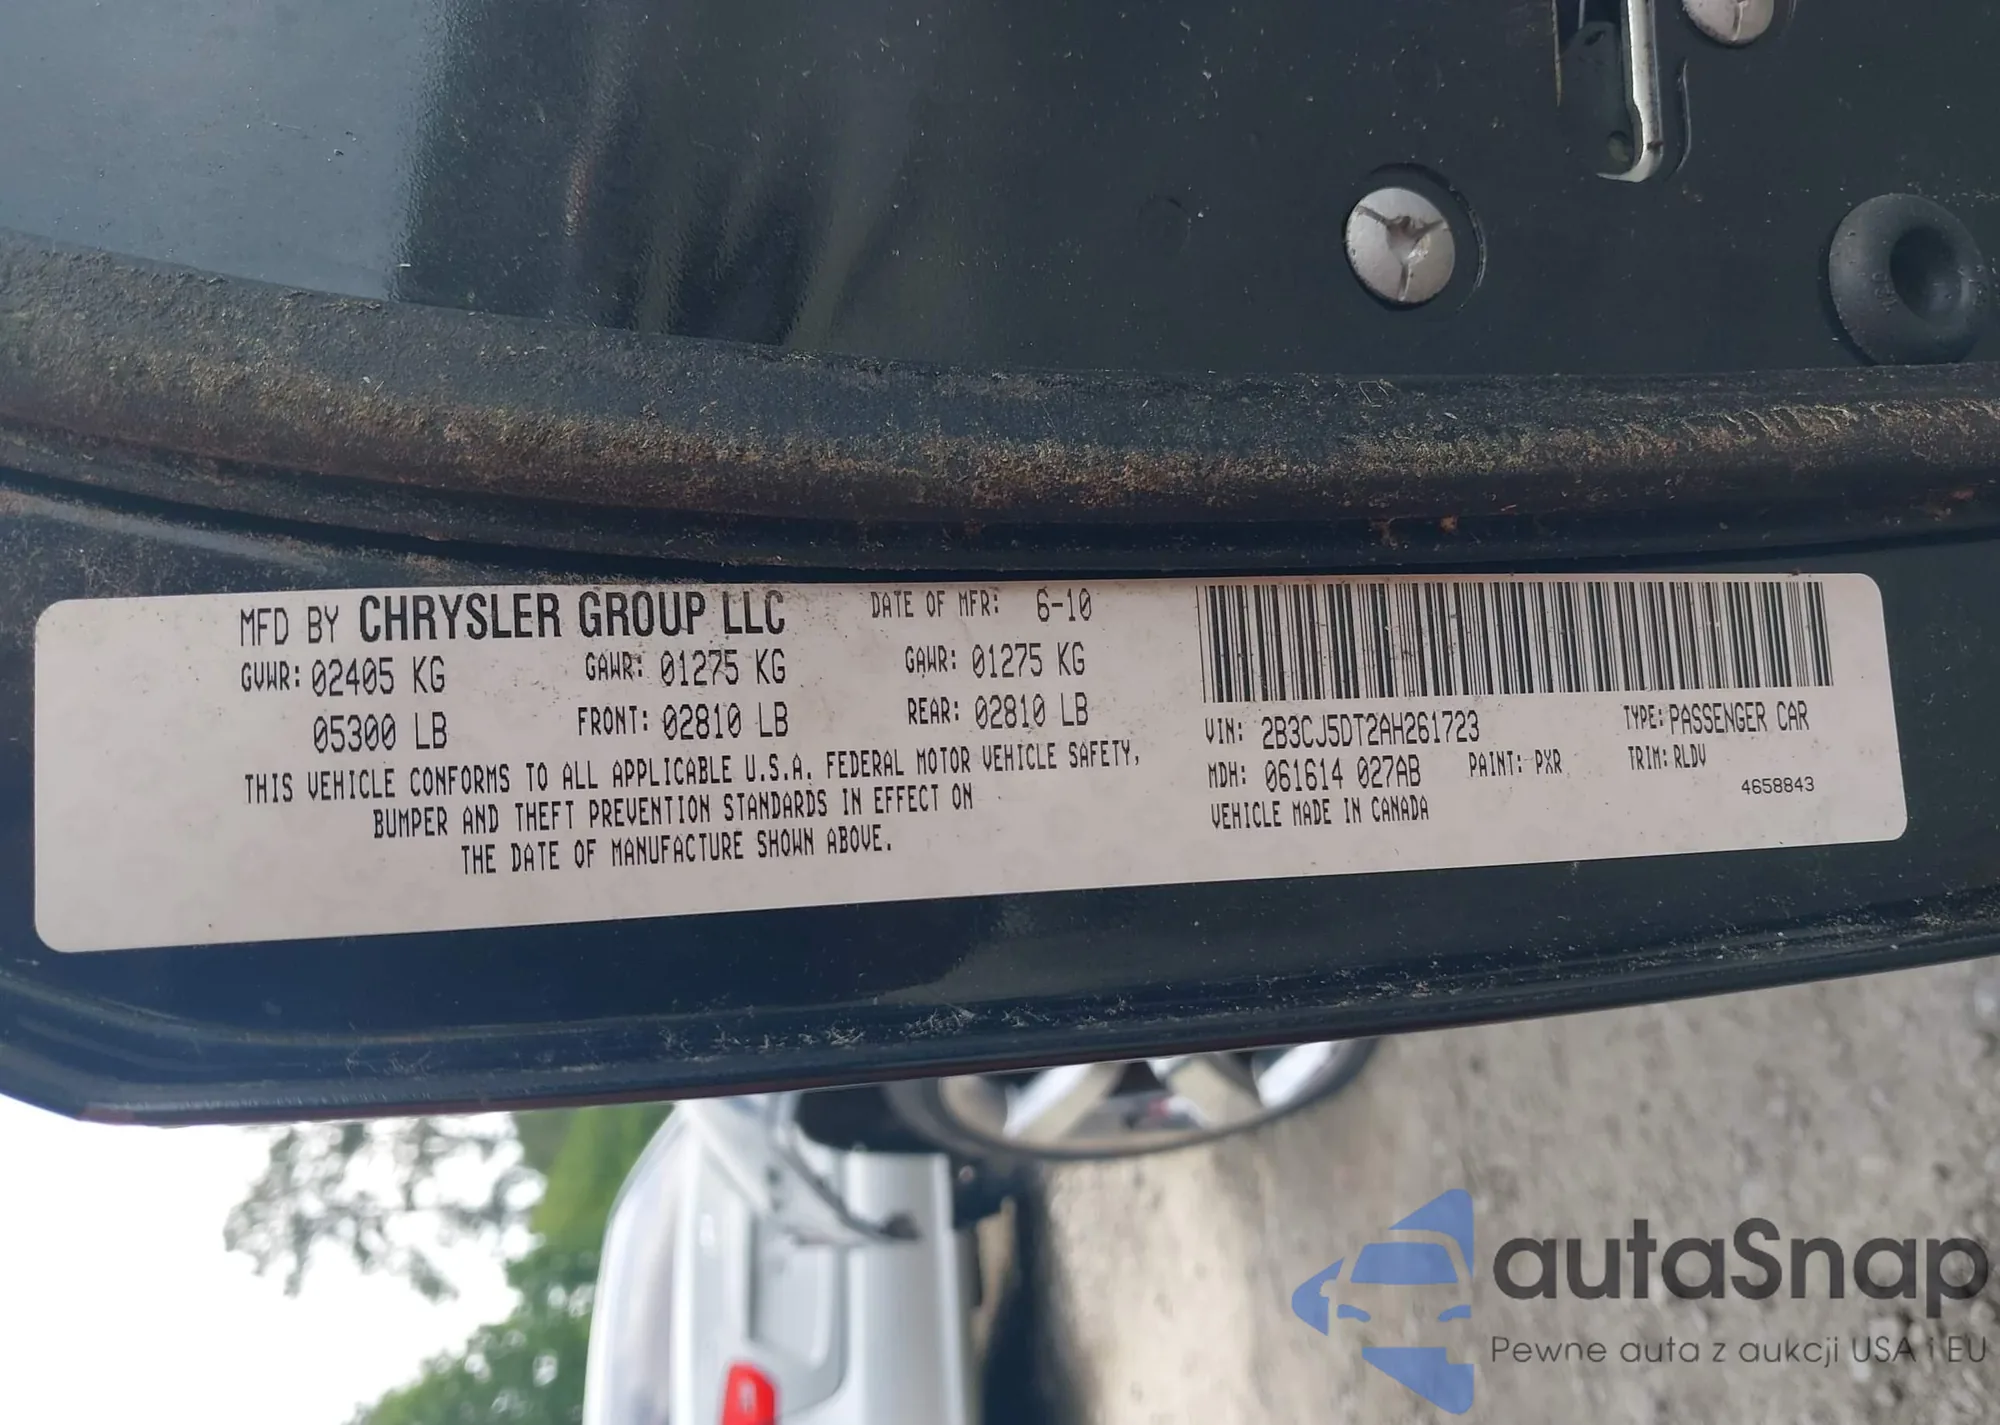 MFD BY CHRYSLER GROUP LLC DATE OF MFR: 6-10
GVWR: 02405 KG GAWR: 01275 KG GAWR: 01275 KG
05300 LB FRONT: 02810 LB REAR: 02810 LB
THIS VEHICLE CONFORMS TO ALL APPLICABLE U.S.A. FEDERAL MOTOR VEHICLE SAFETY,
BUMPER AND THEFT PREVENTION STANDARDS IN EFFECT ON
THE DATE OF MANUFACTURE SHOWN ABOVE.
VIN: 2B3CJ5DT2AH261723 TYPE: PASSENGER CAR
MDH: 061614 027AB PAINT: PXR TRIM: RLDV
VEHICLE MADE IN CANADA 4658843
autaSnap
Pewne auta z aukcji USA i EU